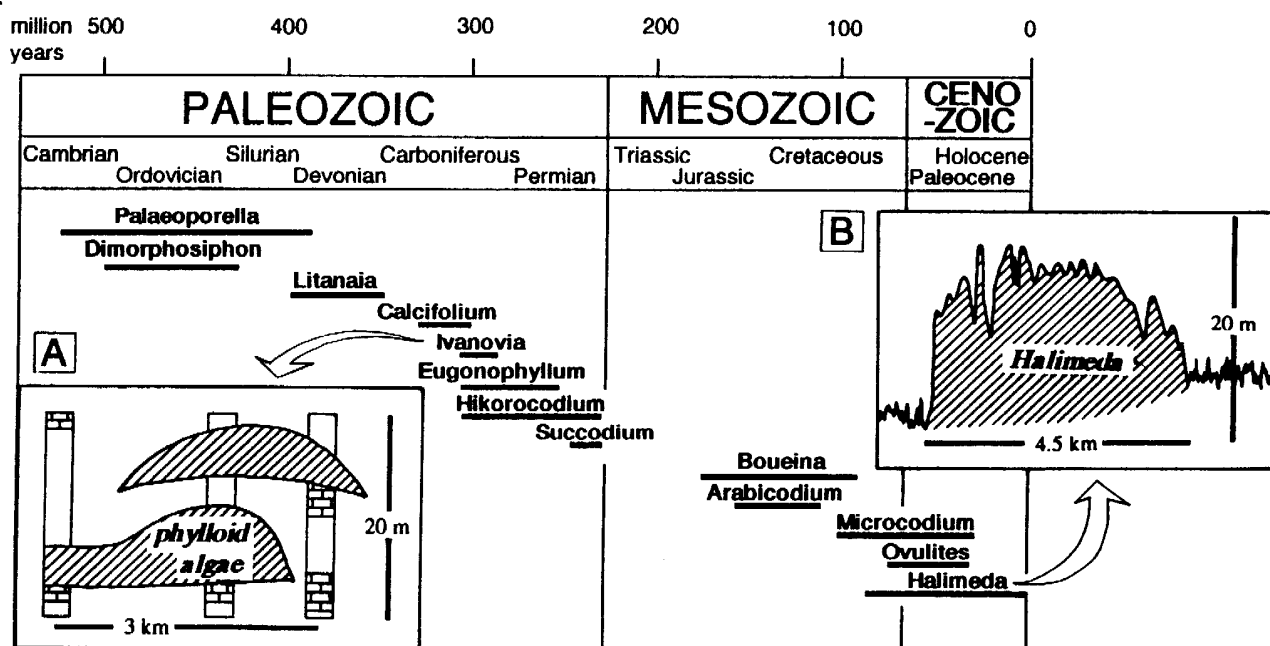 million 500 400 300 200 100 0
years
PALEOZOIC
MESOZOIC
CENO
-ZOIC
Cambrian Silurian Carboniferous Triassic Cretaceous Holocene
Ordovician Devonian Permian Jurassic Paleocene
Palaeoporella
Dimorphosiphon
Litanaia
Calcifolium
Ivanovia
Eugonophyllum
Hikorocodium
Succodium
Boueina
Arabicodium
Microcodium
Ovulites
Halimeda
A
phylloid
algae
20 m
3 km
B
Halimeda
20 m
4.5 km